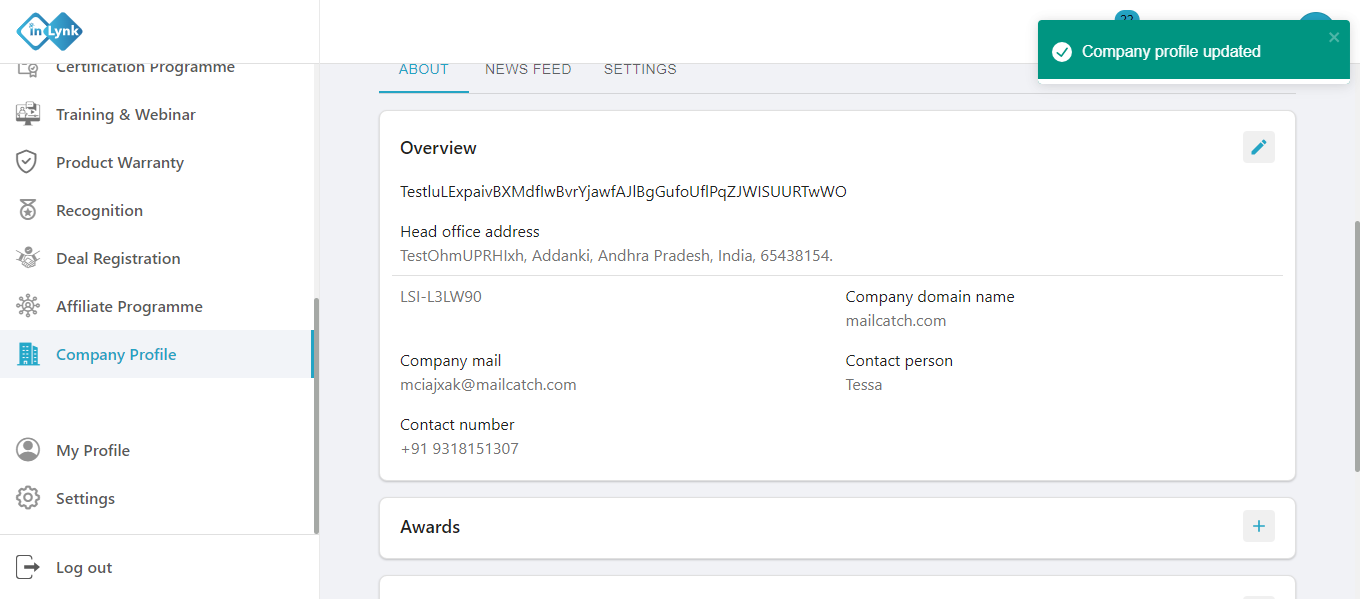 inLynk
Certification Programme
Training & Webinar
Product Warranty
Recognition
Deal Registration
Affiliate Programme
Company Profile
My Profile
Settings
Log out
22
Company profile updated
ABOUT NEWS FEED SETTINGS
Overview
Head office address
TestOhmUPRHIxh, Addanki, Andhra Pradesh, India, 65438154.
LSI-L3LW90
Company domain name
mailcatch.com
Company mail
mciajxak@mailcatch.com
Contact person
Tessa
Contact number
+91 9318151307
Awards